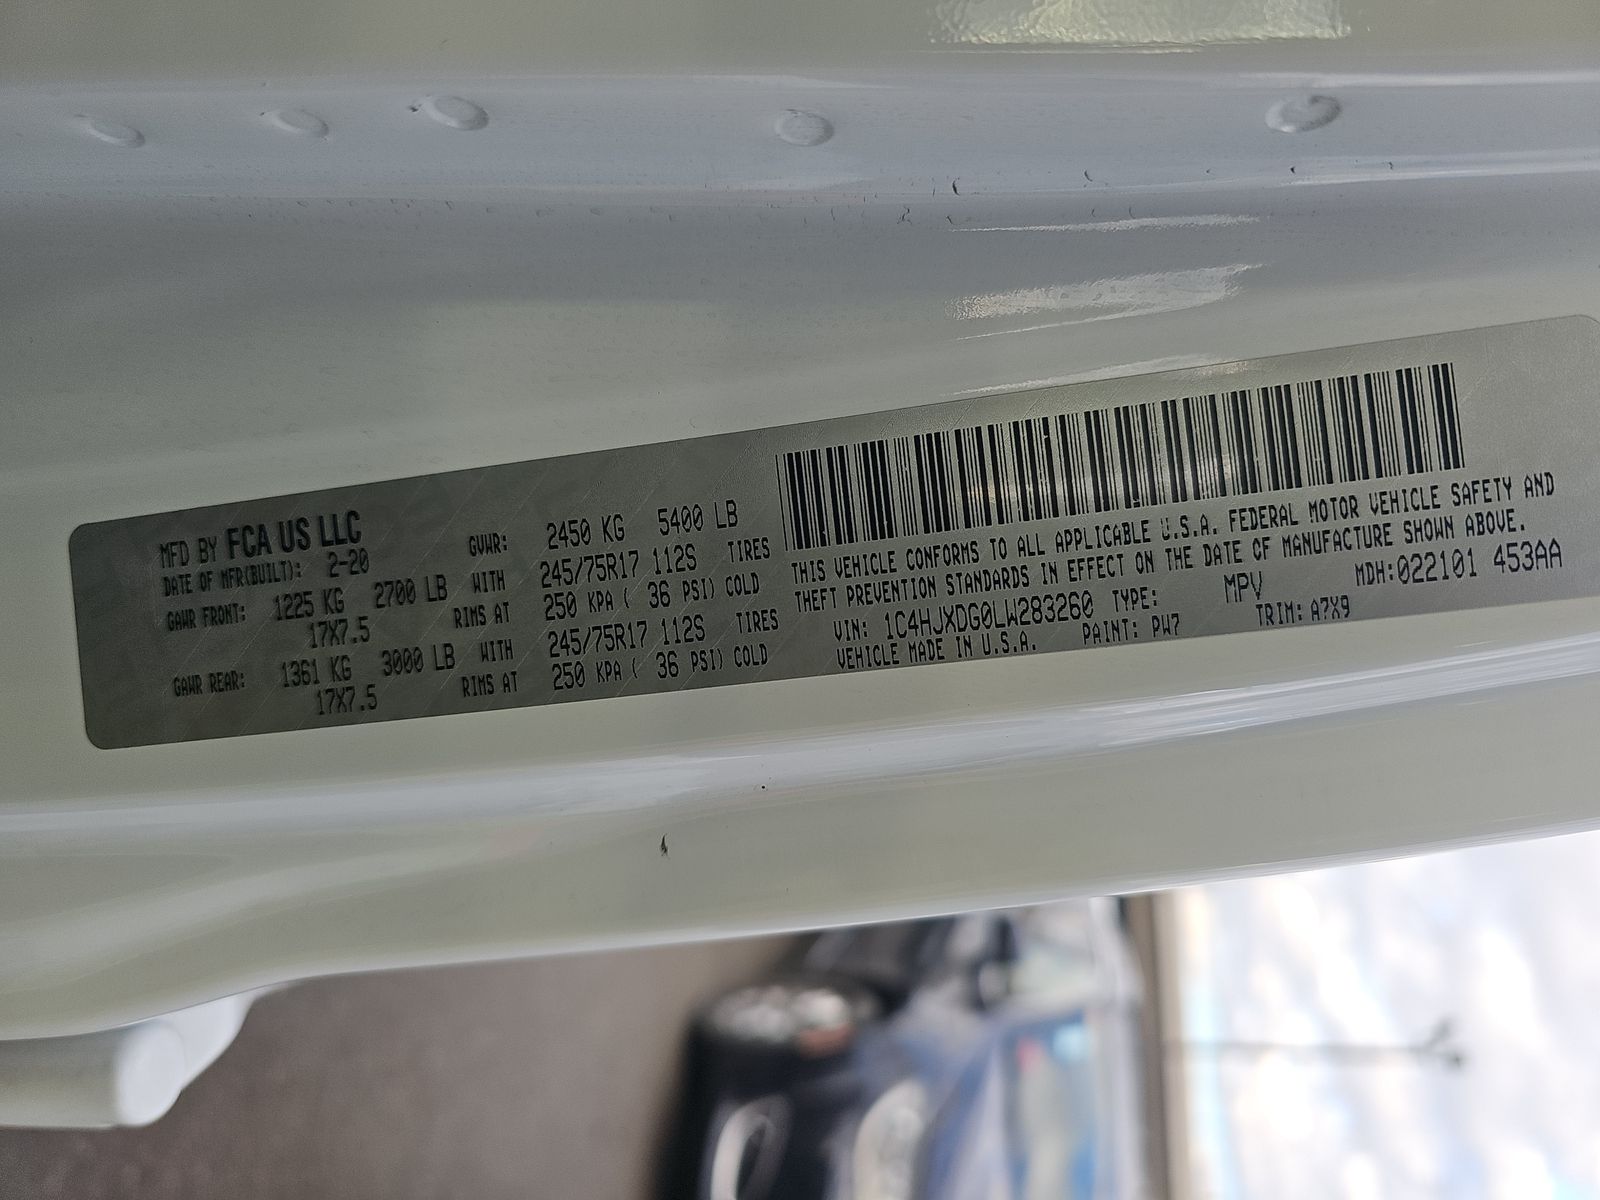 MFD BY FCA US LLC
DATE OF MFR(BUILT): 2-20
GVWR: 2450 KG 5400 LB
GAWR FRONT: 1225 KG 2700 LB WITH 245/75R17 112S TIRES
17X7.5 RIMS AT 250 KPA ( 36 PSI) COLD
GAWR REAR: 1361 KG 3000 LB WITH 245/75R17 112S TIRES
17X7.5 RIMS AT 250 KPA ( 36 PSI) COLD
THIS VEHICLE CONFORMS TO ALL APPLICABLE U.S.A. FEDERAL MOTOR VEHICLE SAFETY AND
THEFT PREVENTION STANDARDS IN EFFECT ON THE DATE OF MANUFACTURE SHOWN ABOVE.
VIN: 1C4HJXDG0LW283260 TYPE: MPV MDH:022101 453AA
VEHICLE MADE IN U.S.A. PAINT: PW7 TRIM: A7X9